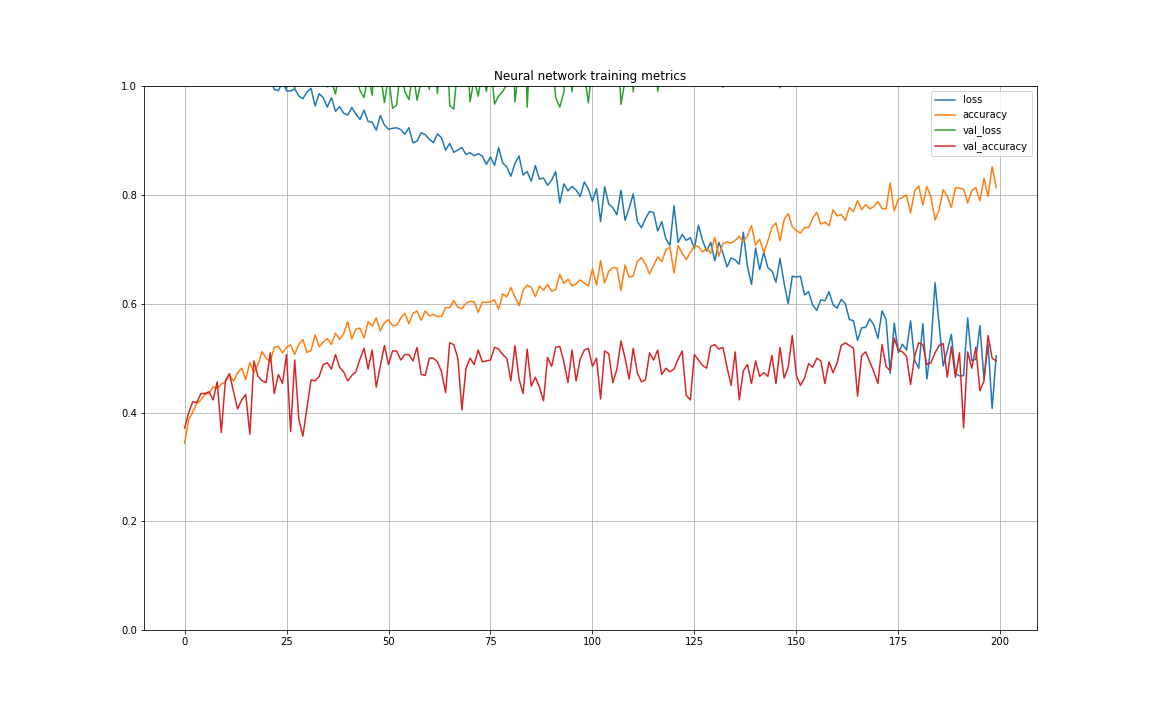 Neural network training metrics
1.0
0.8
0.6
0.4
0.2
0.0
loss
accuracy
val_loss
val_accuracy
0 25 50 75 100 125 150 175 200